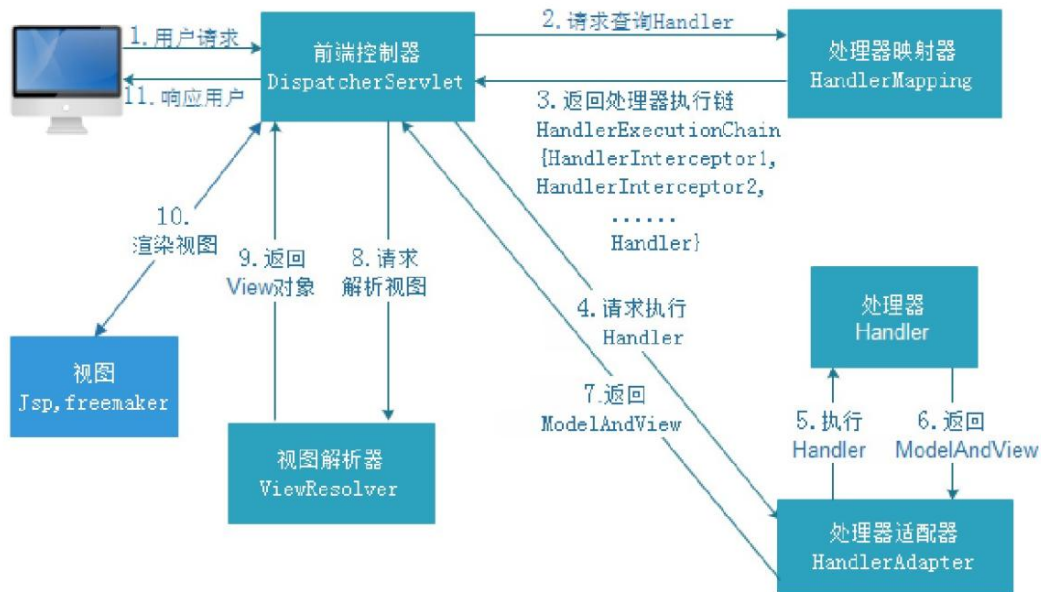 1.用户请求
11.响应用户
前端控制器
DispatcherServlet
2.请求查询Handler
处理器映射器
HandlerMapping
3.返回处理器执行链
HandlerExecutionChain
{HandlerInterceptor1,
HandlerInterceptor2,
......
Handler}
10.
渲染视图
9.返回
View对象
8.请求
解析视图
4.请求执行
Handler
处理器
Handler
视图
Jsp,freemaker
7.返回
ModelAndView
5.执行
Handler
6.返回
ModelAndView
视图解析器
ViewResolver
处理器适配器
HandlerAdapter